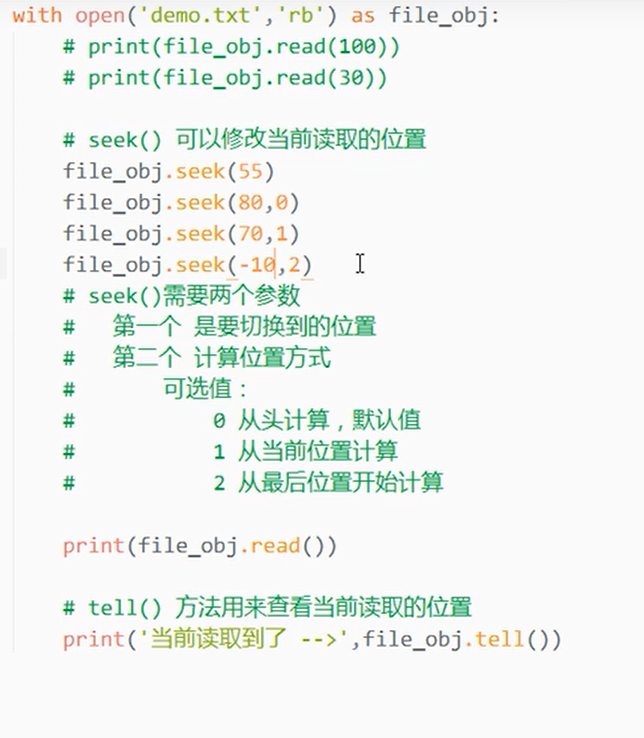 with open('demo.txt','rb') as file_obj:
# print(file_obj.read(100))
# print(file_obj.read(30))
# seek() 可以修改当前读取的位置
file_obj.seek(55)
file_obj.seek(80,0)
file_obj.seek(70,1)
file_obj.seek(-10,2)
# seek()需要两个参数
# 第一个 是要切换到的位置
# 第二个 计算位置方式
# 可选值：
# 0 从头计算，默认值
# 1 从当前位置计算
# 2 从最后位置开始计算
print(file_obj.read())
# tell() 方法用来查看当前读取的位置
print('当前读取到了 -->',file_obj.tell())